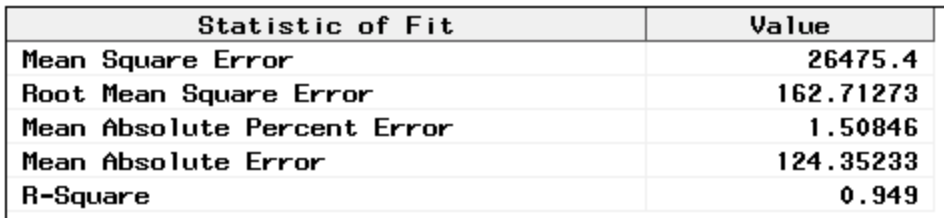 Statistic of Fit Value
Mean Square Error 26475.4
Root Mean Square Error 162.71273
Mean Absolute Percent Error 1.50846
Mean Absolute Error 124.35233
R-Square 0.949